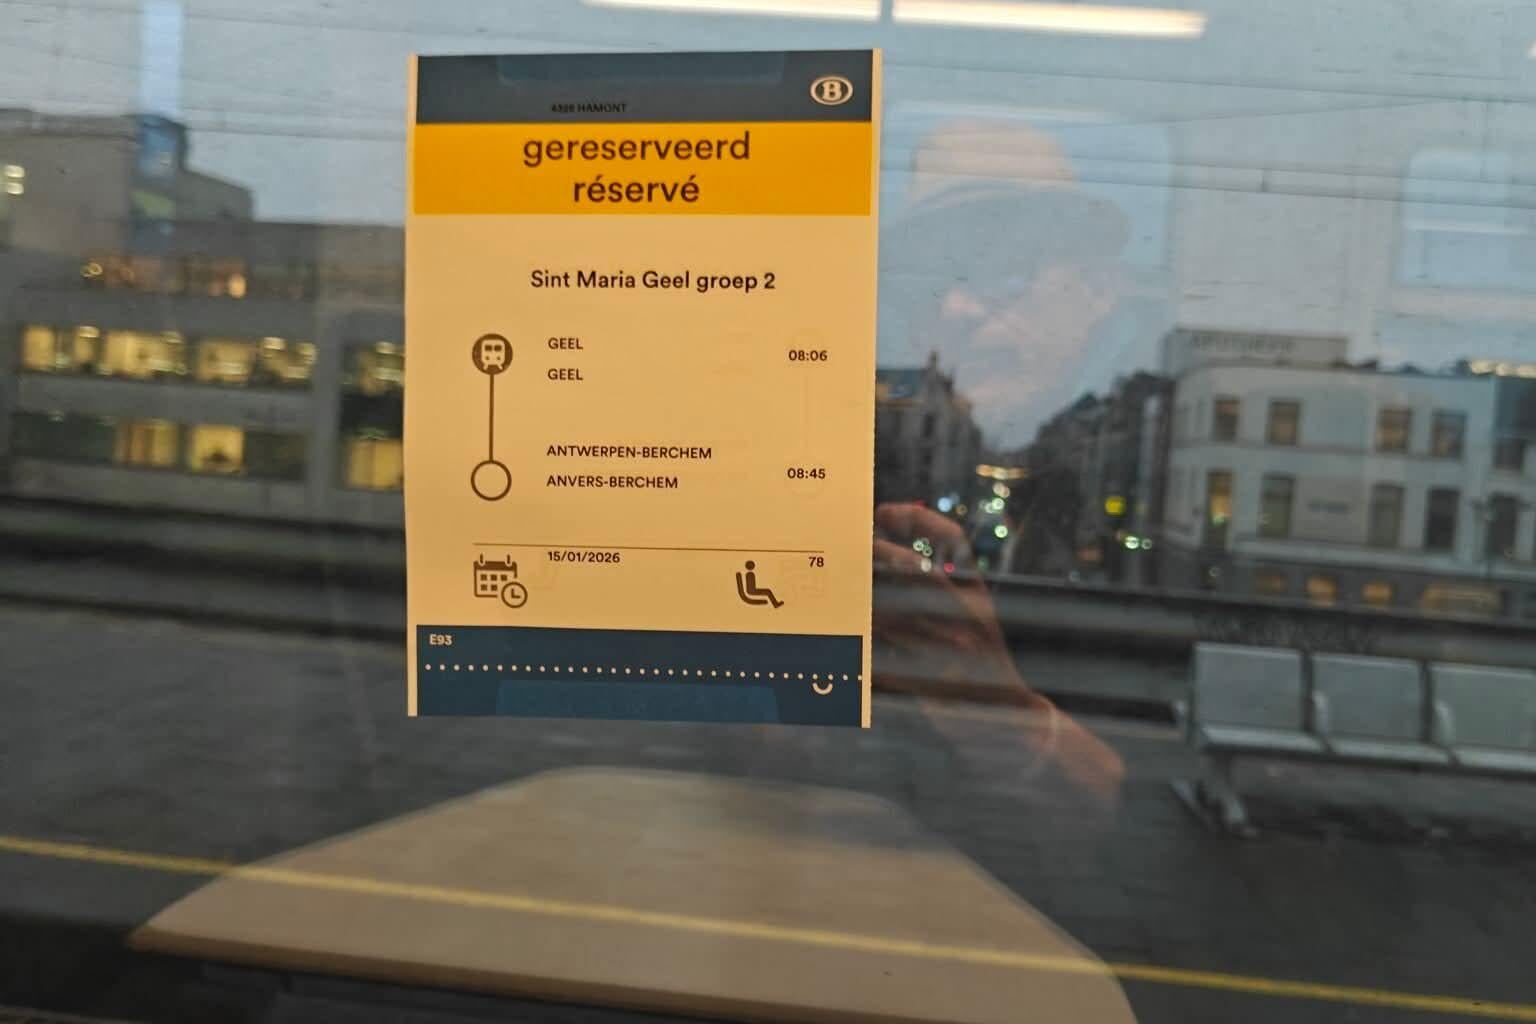 B
HAMONT
gereserveerd
réservé
Sint Maria Geel groep 2
GEEL
GEEL
08:06
ANTWERPEN-BERCHEM
ANVERS-BERCHEM
08:45
15/01/2026
78
E93